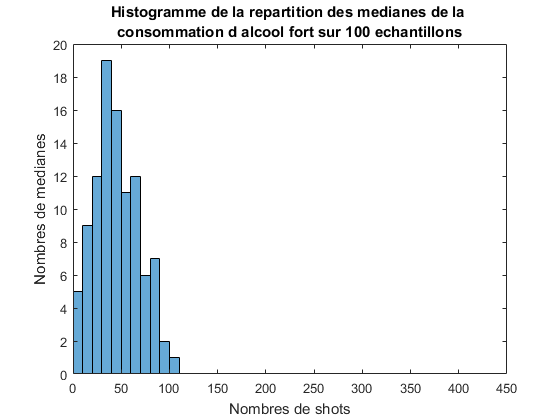 Histogramme de la repartition des medianes de la
consommation d alcool fort sur 100 echantillons
20
18
16
14
12
10
8
6
4
2
0
Nombres de medianes
0 50 100 150 200 250 300 350 400 450
Nombres de shots